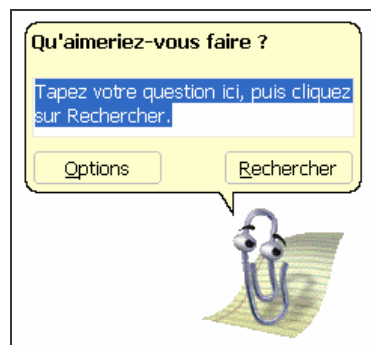 Qu'aimeriez-vous faire ?
Tapez votre question ici, puis cliquez
sur Rechercher.
Options
Rechercher